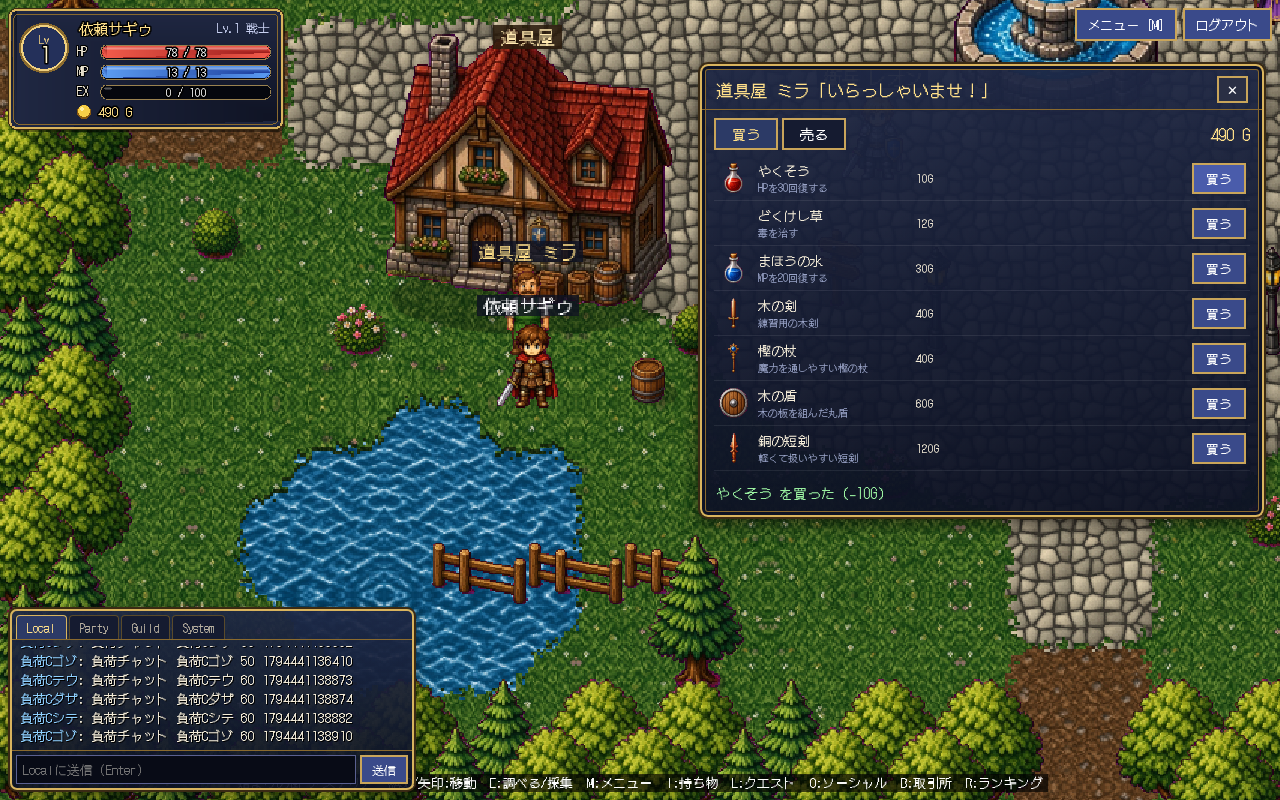 Lv 1
依頼サギゥ Lv.1 戦士
HP 78 / 78
MP 13 / 13
EX 0 / 100
490 G
道具屋
道具屋 ミラ
依頼サギゥ
メニュー [M] ログアウト
道具屋 ミラ「いらっしゃいませ！」 ×
買う 売る 490 G
やくそう 10G 買う
HPを30回復する
どくけし草 12G 買う
毒を治す
まほうの水 30G 買う
MPを20回復する
木の剣 40G 買う
練習用の木剣
樫の杖 40G 買う
魔力を通しやすい樫の杖
木の盾 60G 買う
木の板を組んだ丸盾
銅の短剣 120G 買う
軽くて扱いやすい短剣
やくそう を買った (-10G)
Local Party Guild System
負荷Cゴゾ: 負荷チャット 負荷Cゴゾ 50 1794441136410
負荷Cテウ: 負荷チャット 負荷Cテウ 60 1794441138873
負荷Cダザ: 負荷チャット 負荷Cダザ 60 1794441138874
負荷Cシテ: 負荷チャット 負荷Cシテ 60 1794441138882
負荷Cゴゾ: 負荷チャット 負荷Cゴゾ 60 1794441138910
Localに送信 (Enter) 送信
矢印:移動 E:調べる/採集 M:メニュー I:持ち物 L:クエスト O:ソーシャル B:取引所 R:ランキング